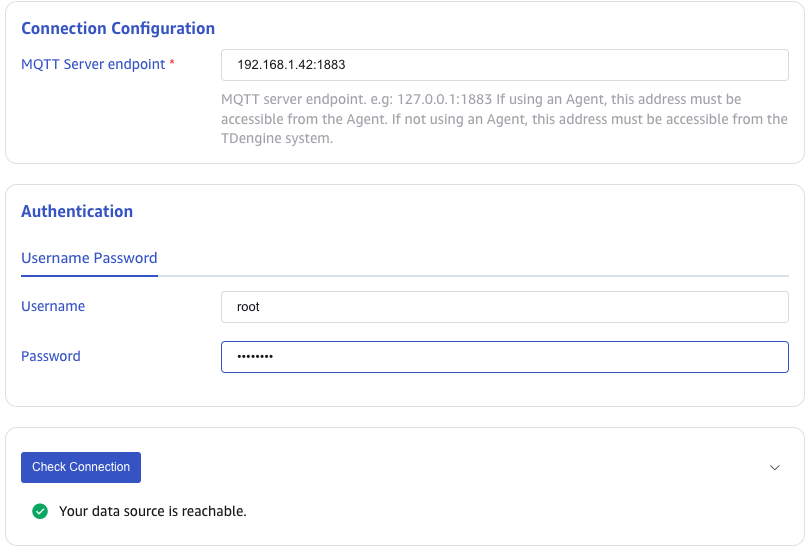 Connection Configuration
MQTT Server endpoint *
192.168.1.42:1883
MQTT server endpoint. e.g: 127.0.0.1:1883 If using an Agent, this address must be
accessible from the Agent. If not using an Agent, this address must be accessible from the
TDengine system.
Authentication
Username Password
Username
root
Password
••••••••
Check Connection
Your data source is reachable.